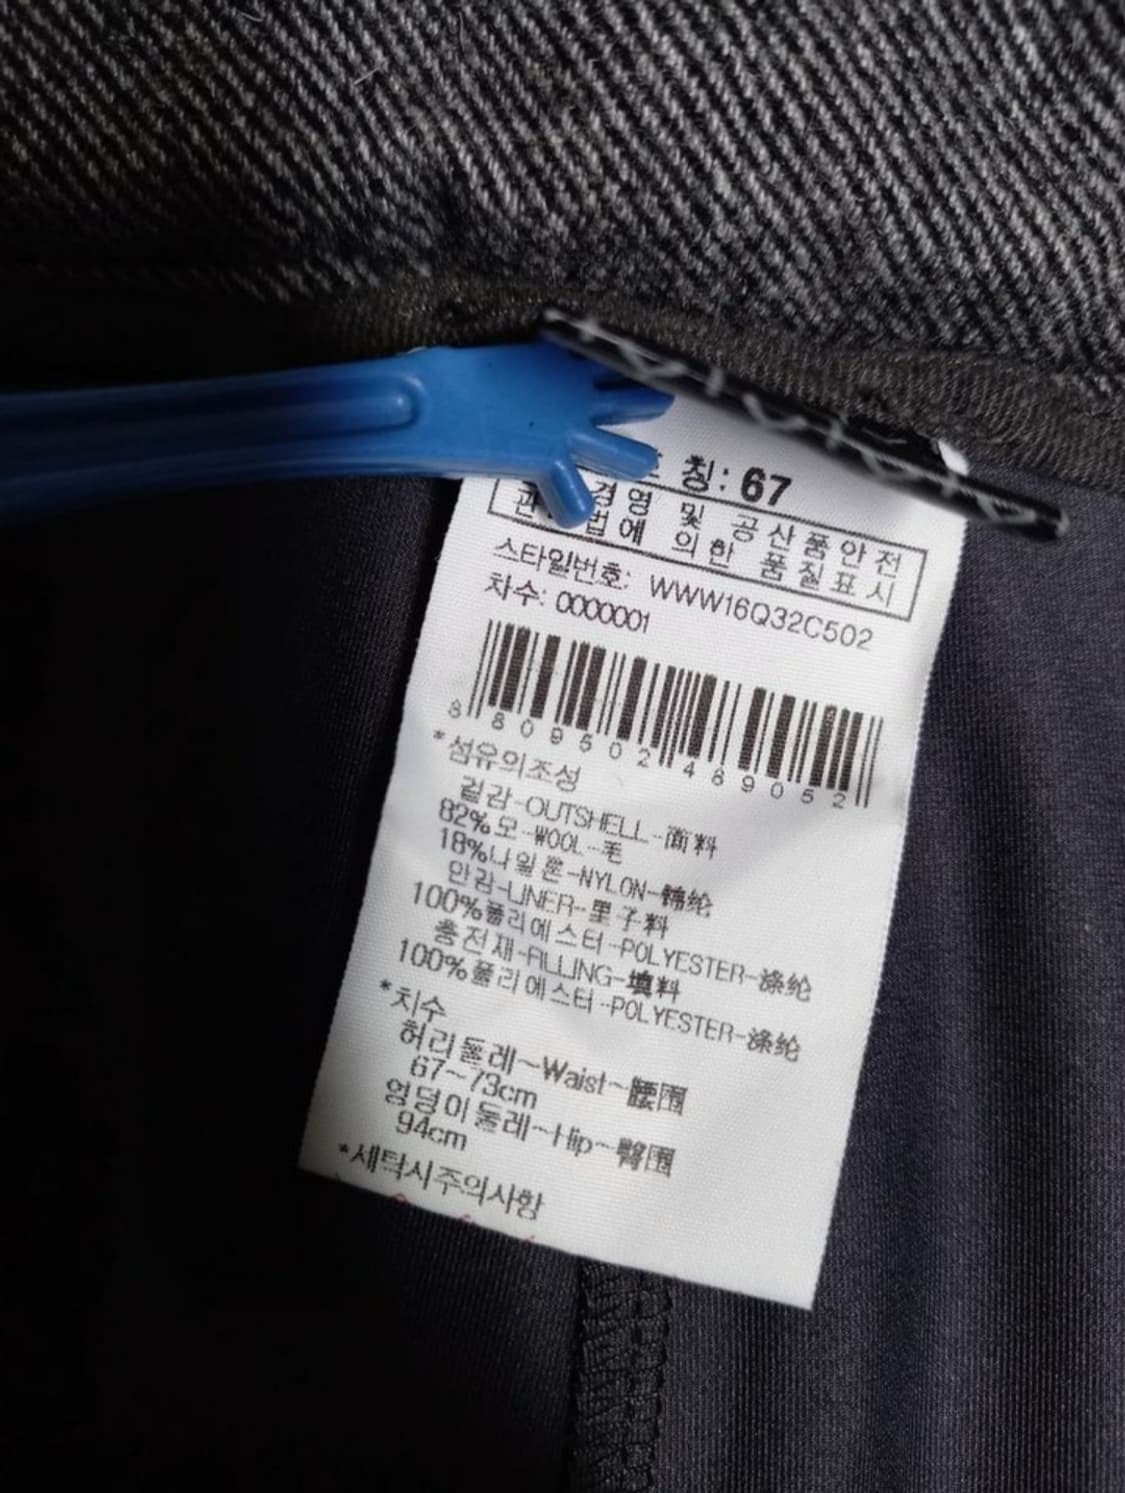 칭: 67
경영 및 공산품안전
법에 의한 품질표시
스타일번호: WWW16Q32C502
차수: 0000001
8 809502 489052
*섬유의조성
겉감-OUTSHELL--面料
82%모--WOOL--毛
18%나일론-NYLON-锦纶
안감-LINER--里子料
100%폴리에스터--POLYESTER-涤纶
충전재-FILLING-填料
100%폴리에스터--POLYESTER-涤纶
*치수
허리둘레~Waist~腰围
67~73cm
엉덩이둘레~Hip~臀围
94cm
*세탁시주의사항